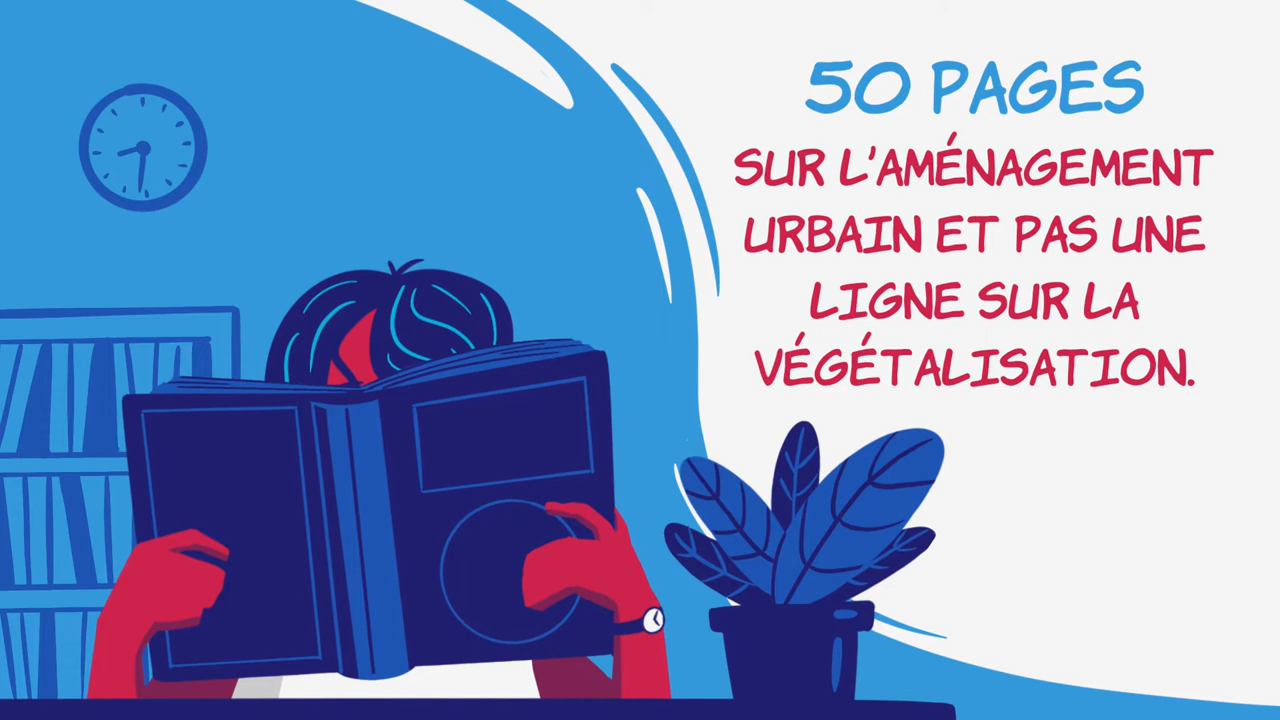 50 PAGES
SUR L'AMÉNAGEMENT
URBAIN ET PAS UNE
LIGNE SUR LA
VÉGÉTALISATION.